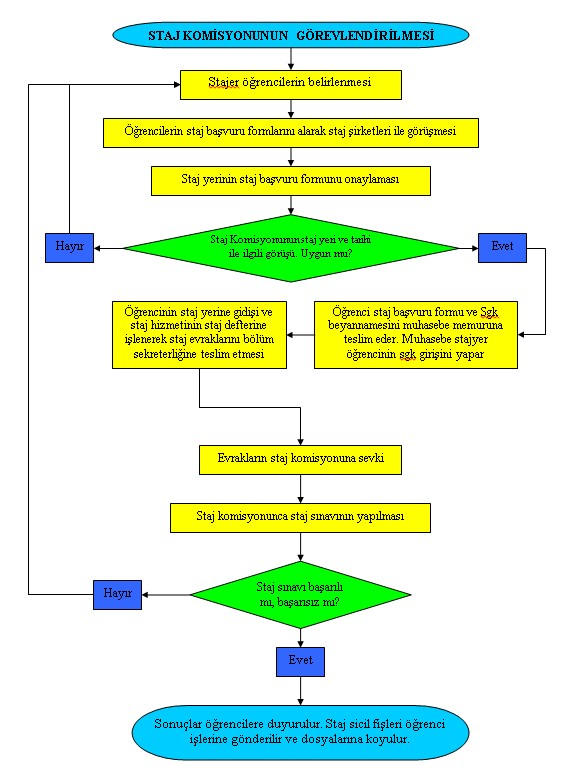 STAJ KOMİSYONUNUN GÖREVLENDİRİLMESİ
Stajer öğrencilerin belirlenmesi
Öğrencilerin staj başvuru formlarını alarak staj şirketleri ile görüşmesi
Staj yerinin staj başvuru formunu onaylaması
Staj Komisyonunun staj yeri ve tarihi
ile ilgili görüşü. Uygun mu?
Hayır
Evet
Öğrencinin staj yerine gidişi ve
staj hizmetinin staj defterine
işlenerek staj evraklarını bölüm
sekreterliğine teslim etmesi
Öğrenci staj başvuru formu ve Sgk
beyannamesini muhasebe memuruna
teslim eder. Muhasebe stajyer
öğrencinin sgk girişini yapar
Evrakların staj komisyonuna sevki
Staj komisyonunca staj sınavının yapılması
Staj sınavı başarılı
mı, başarısız mı?
Hayır
Evet
Sonuçlar öğrencilere duyurulur. Staj sicil fişleri öğrenci
işlerine gönderilir ve dosyalarına koyulur.